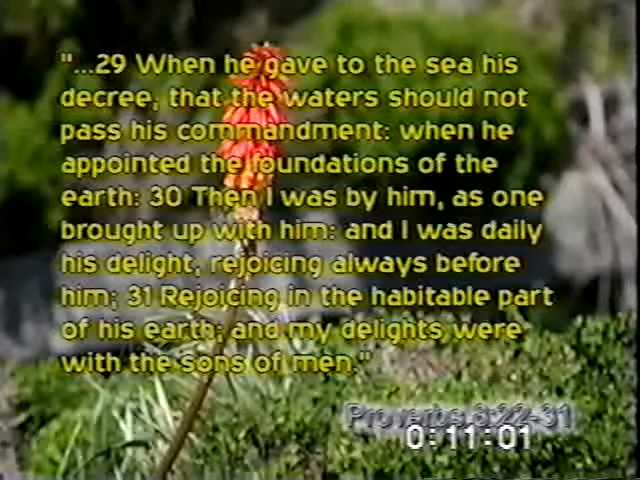 "...29 When he gave to the sea his
decree, that the waters should not
pass his commandment: when he
appointed the foundations of the
earth: 30 Then I was by him, as one
brought up with him: and I was daily
his delight, rejoicing always before
him; 31 Rejoicing in the habitable part
of his earth; and my delights were
with the sons of men."
Proverbs 8:22-31
0:11:01